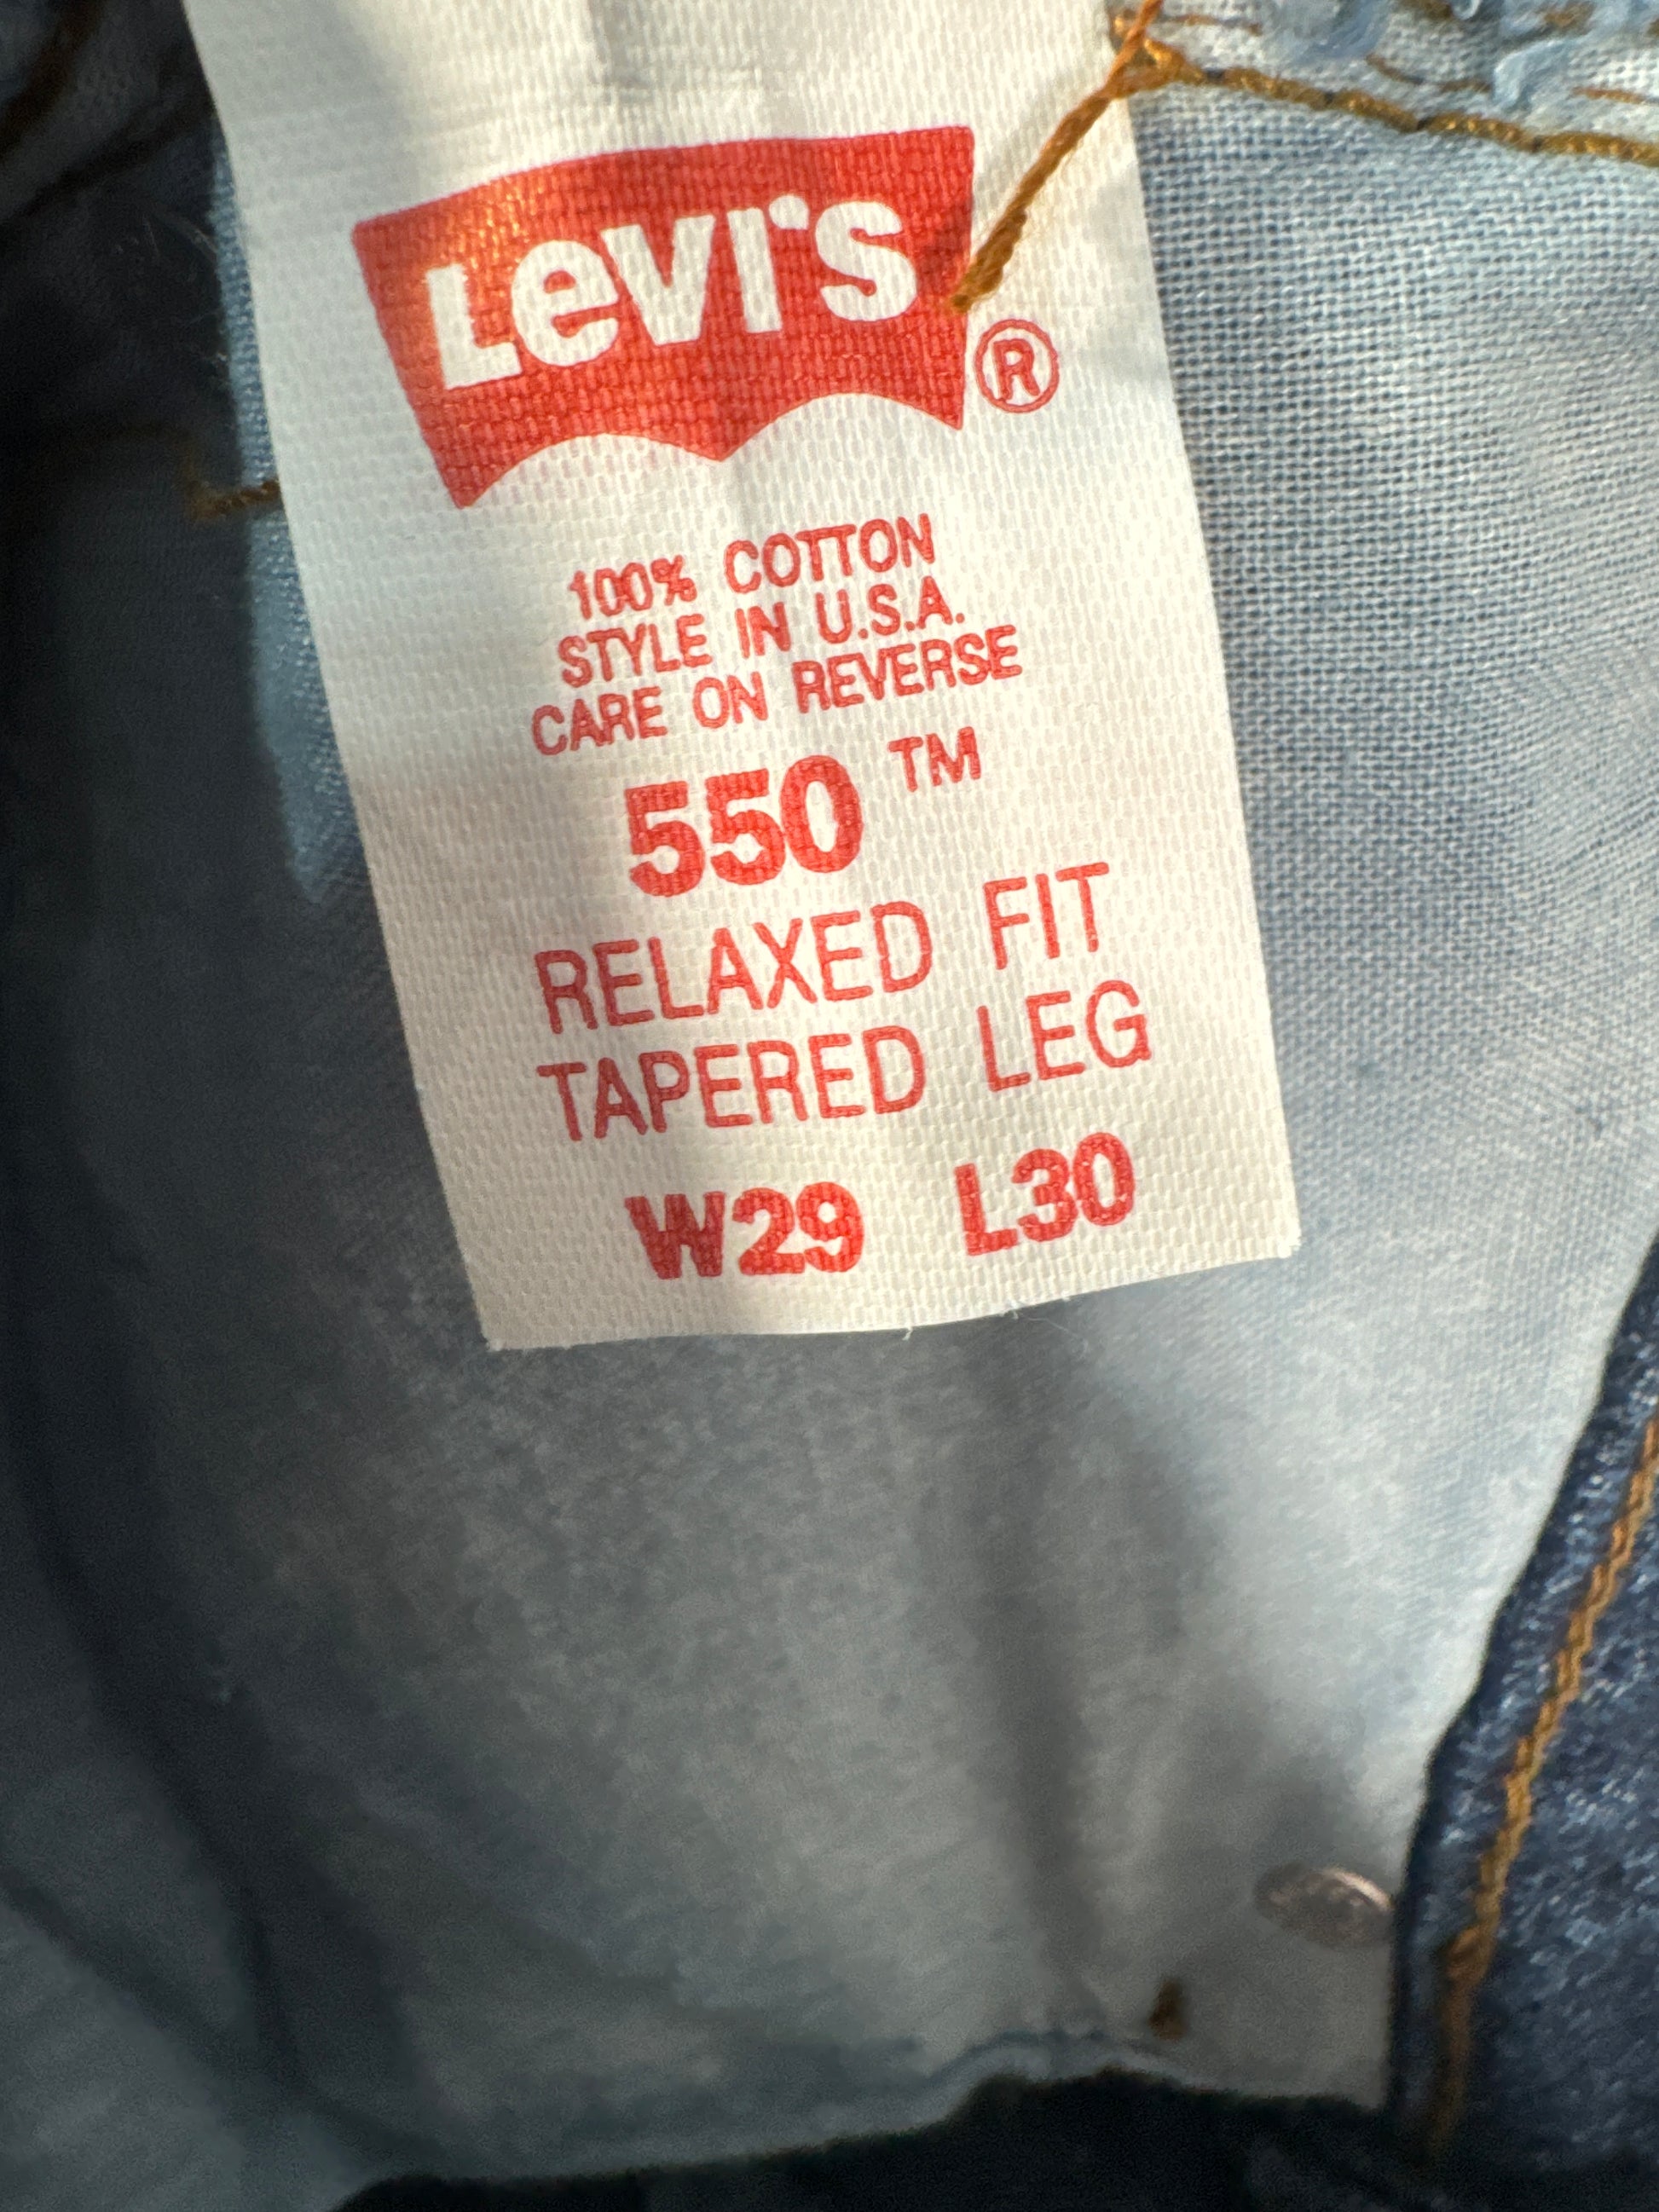 Levi's ®
100% COTTON
STYLE IN U.S.A.
CARE ON REVERSE
550 ™
RELAXED FIT
TAPERED LEG
W29 L30